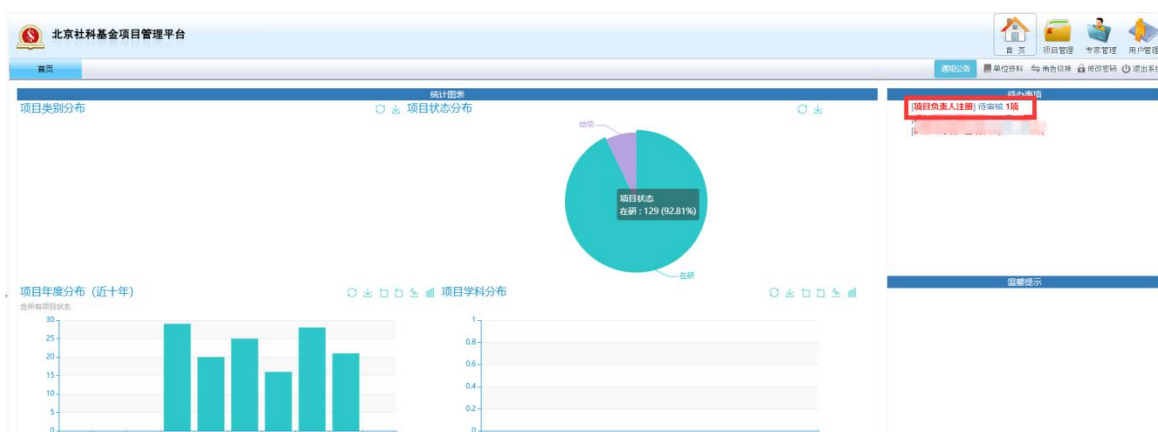 北京社科基金项目管理平台
首页
项目管理
专家管理
用户管理
首页
通知公告
单位资料
角色切换
修改密码
退出系统
统计图表
待办事项
项目类别分布
项目状态分布
[项目负责人注册] 待审核 1项
结项
项目状态
在研 : 129 (92.81%)
在研
温馨提示
项目年度分布（近十年）
含所有项目状态
项目学科分布
30
25
20
15
10
5
0
1
0.8
0.6
0.4
0.2
0